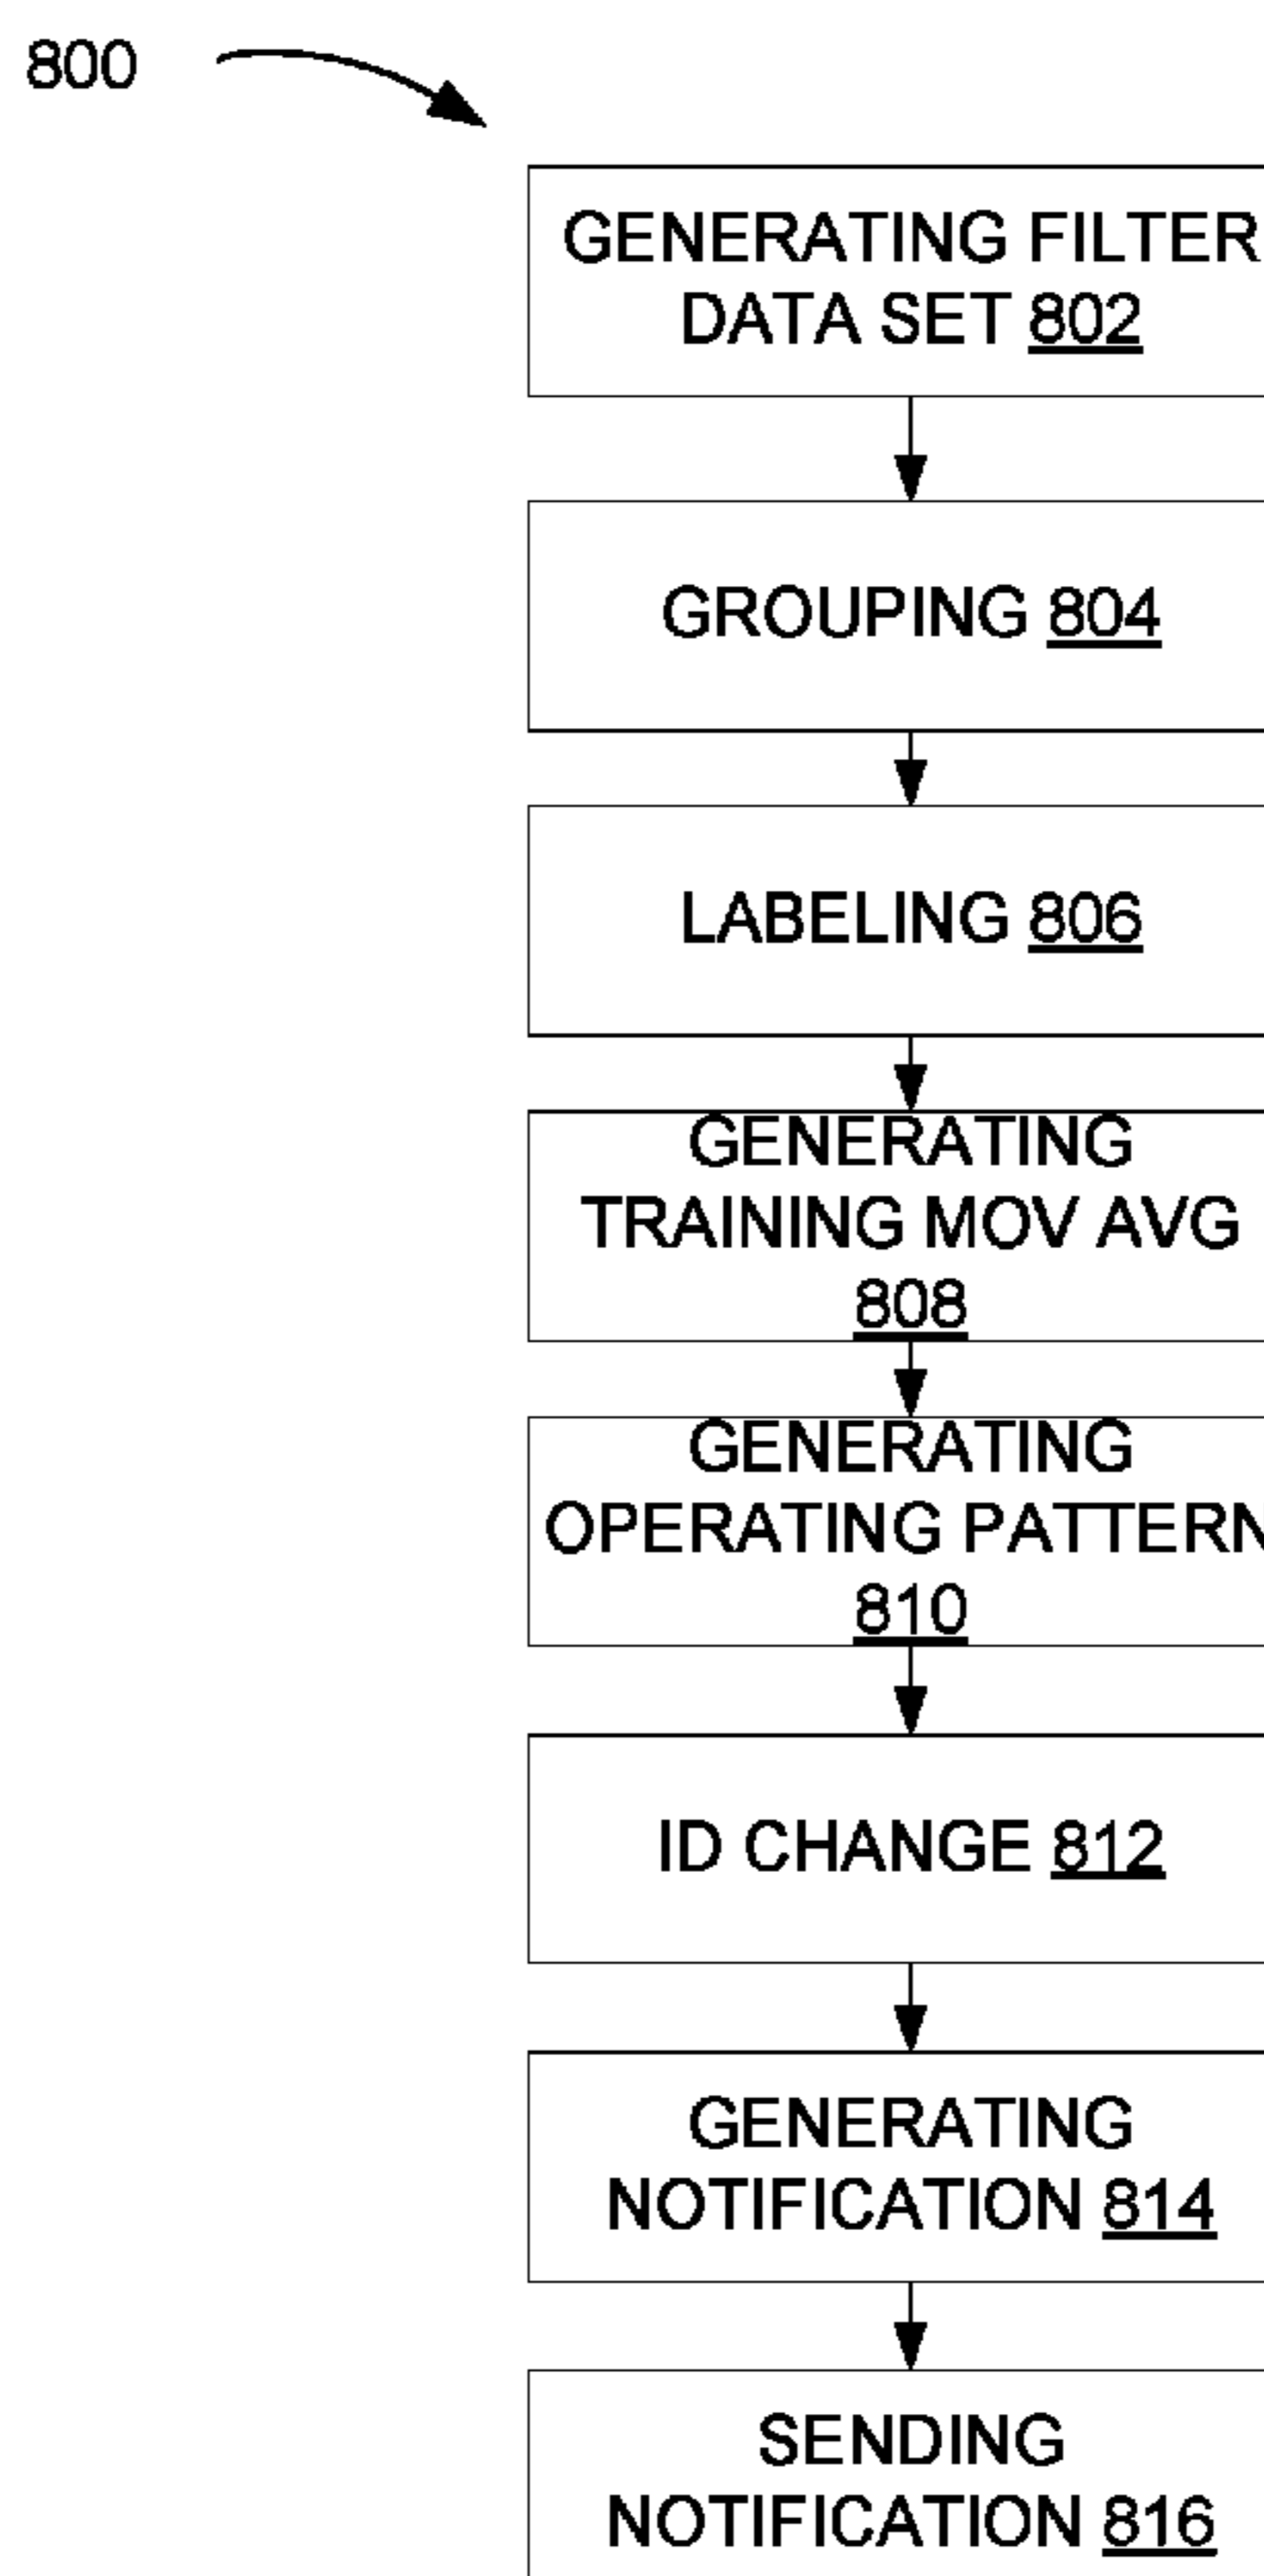 800
GENERATING FILTER
DATA SET 802
GROUPING 804
LABELING 806
GENERATING
TRAINING MOV AVG
808
GENERATING
OPERATING PATTERN
810
ID CHANGE 812
GENERATING
NOTIFICATION 814
SENDING
NOTIFICATION 816